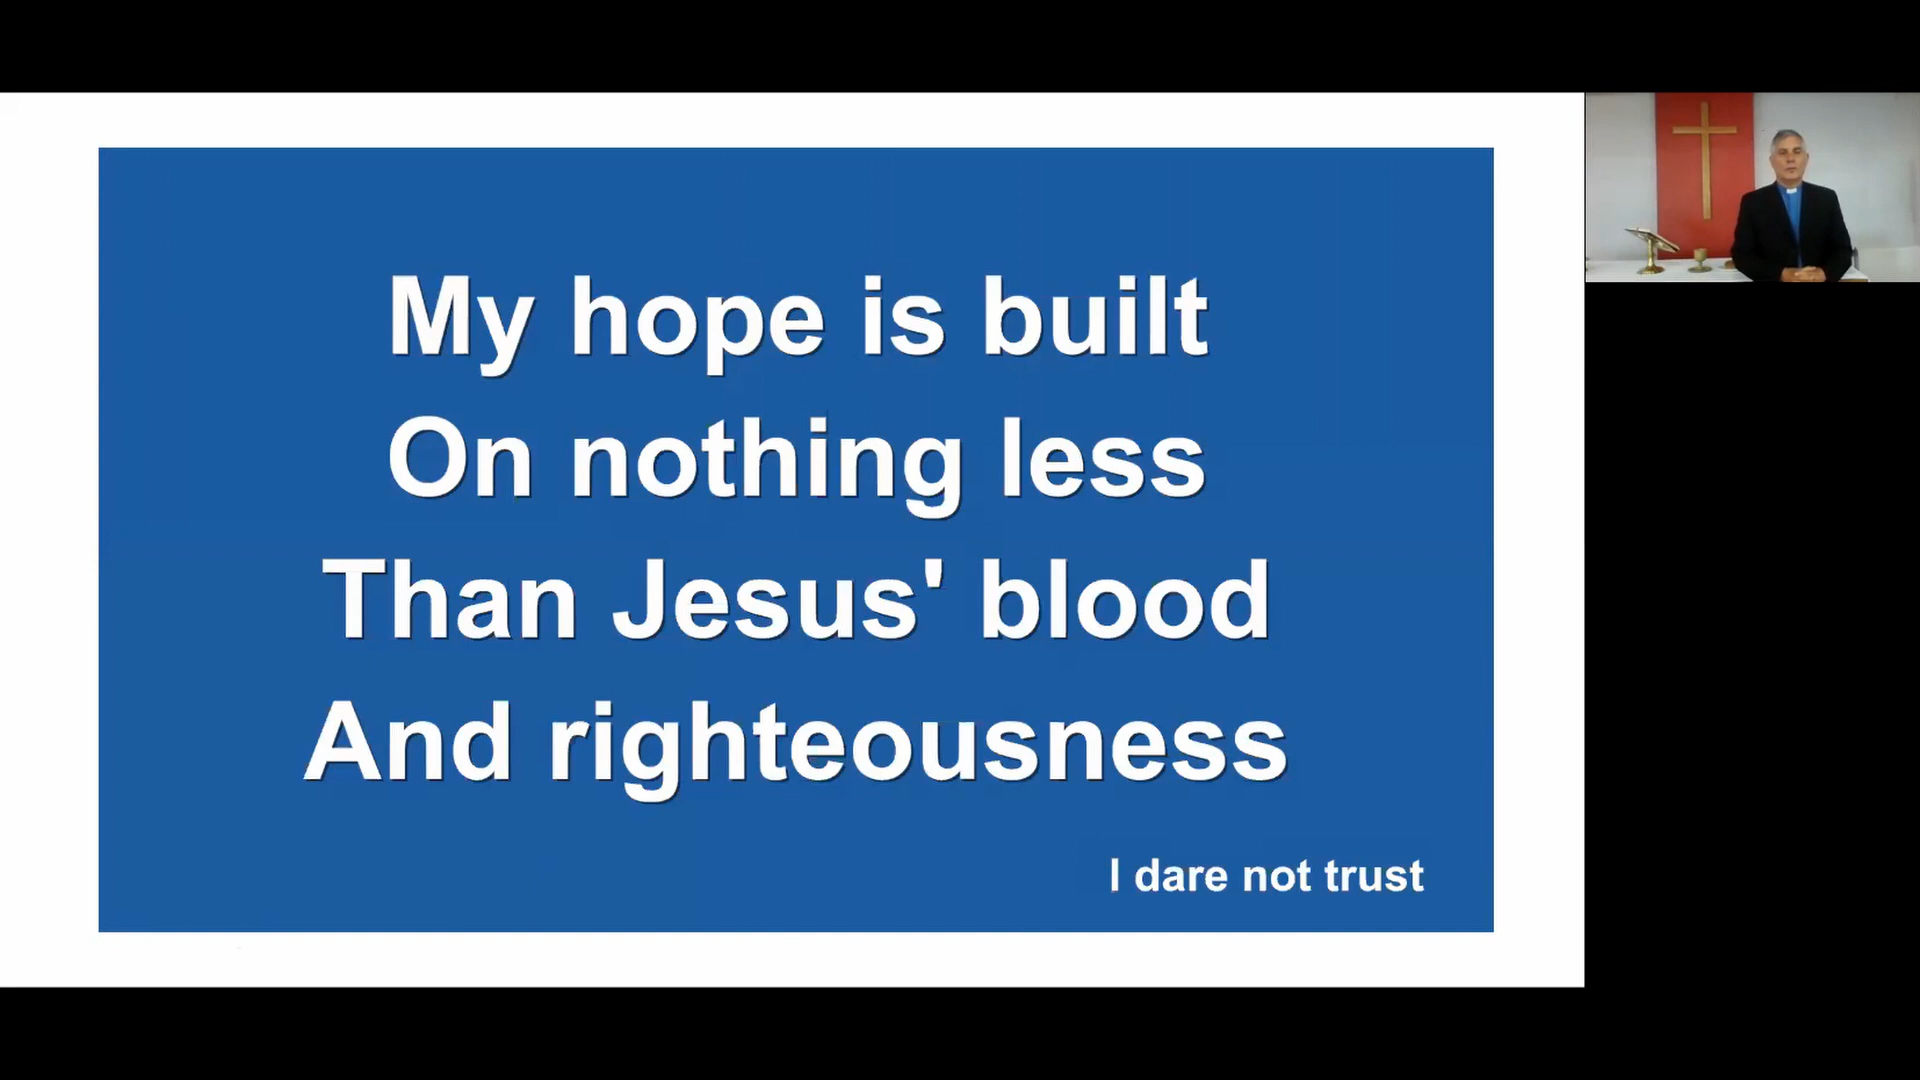 My hope is built
On nothing less
Than Jesus' blood
And righteousness
I dare not trust